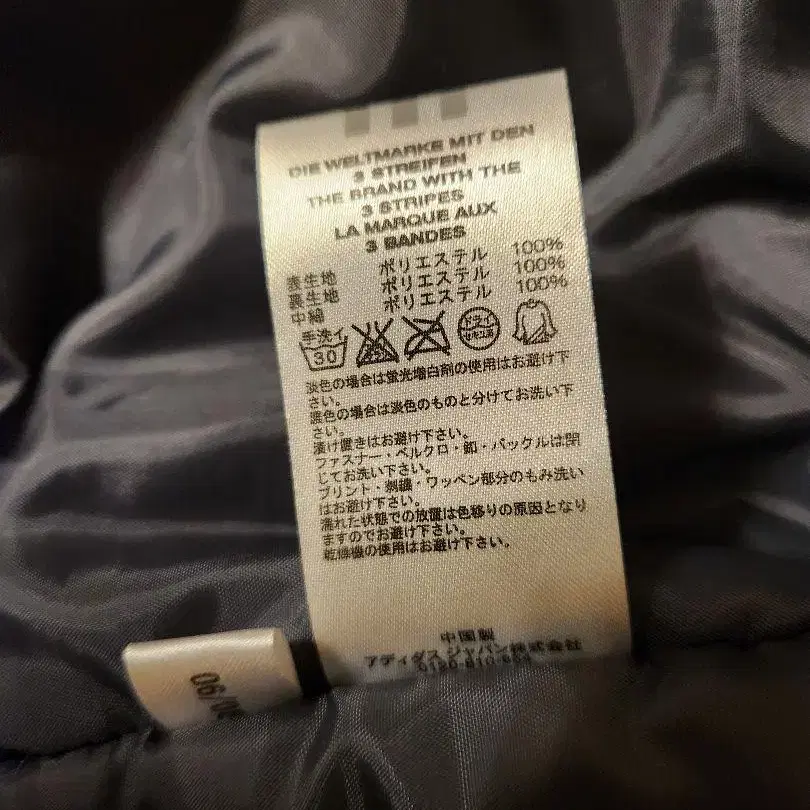 DIE WELTMARKE MIT DEN
3 STREIFEN
THE BRAND WITH THE
3 STRIPES
LA MARQUE AUX
3 BANDES
表生地 ポリエステル 100%
裏生地 ポリエステル 100%
中綿 ポリエステル 100%
手洗イ
30
ドライ
淡色の場合は蛍光増白剤の使用はお避け下
さい。
濃色の場合は淡色のものと分けてお洗い下
さい。
漬け置きはお避け下さい。
ファスナー・ベルクロ・釦・バックルは閉
じてお洗い下さい。
プリント・刺繍・ワッペン部分のもみ洗い
はお避け下さい。
濡れた状態での放置は色移りの原因となり
ますのでお避け下さい。
乾燥機の使用はお避け下さい。
中国製
アディダス ジャパン株式会社
06/